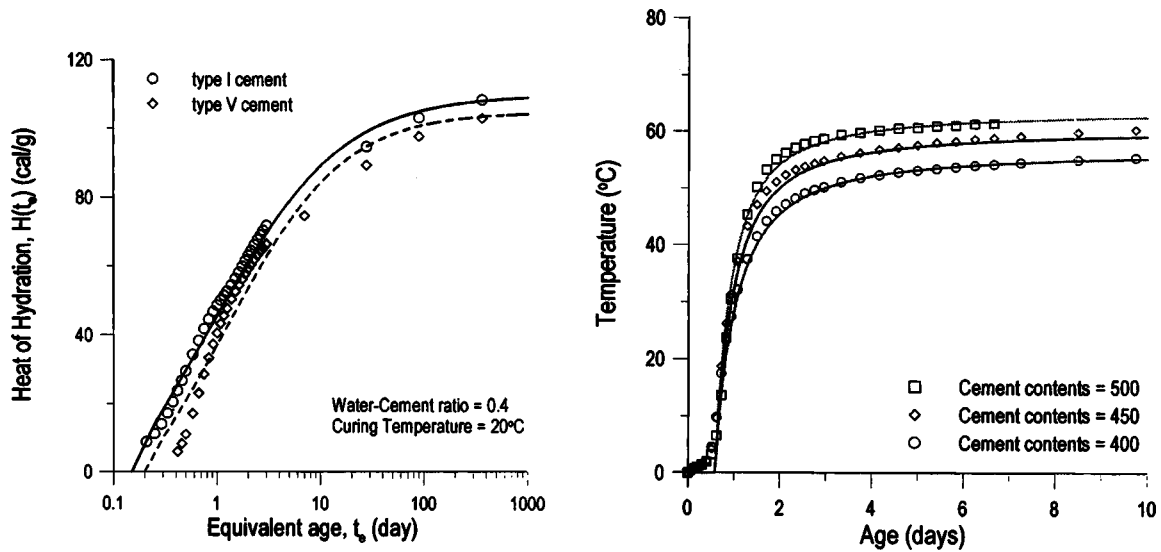 120
80
40
0
Heat of Hydration, H(tₑ) (cal/g)
type I cement
type V cement
Water-Cement ratio = 0.4
Curing Temperature = 20ºC
0.1 1 10 100 1000
Equivalent age, tₑ (day)
80
60
40
20
0
Temperature (ºC)
Cement contents = 500
Cement contents = 450
Cement contents = 400
0 2 4 6 8 10
Age (days)